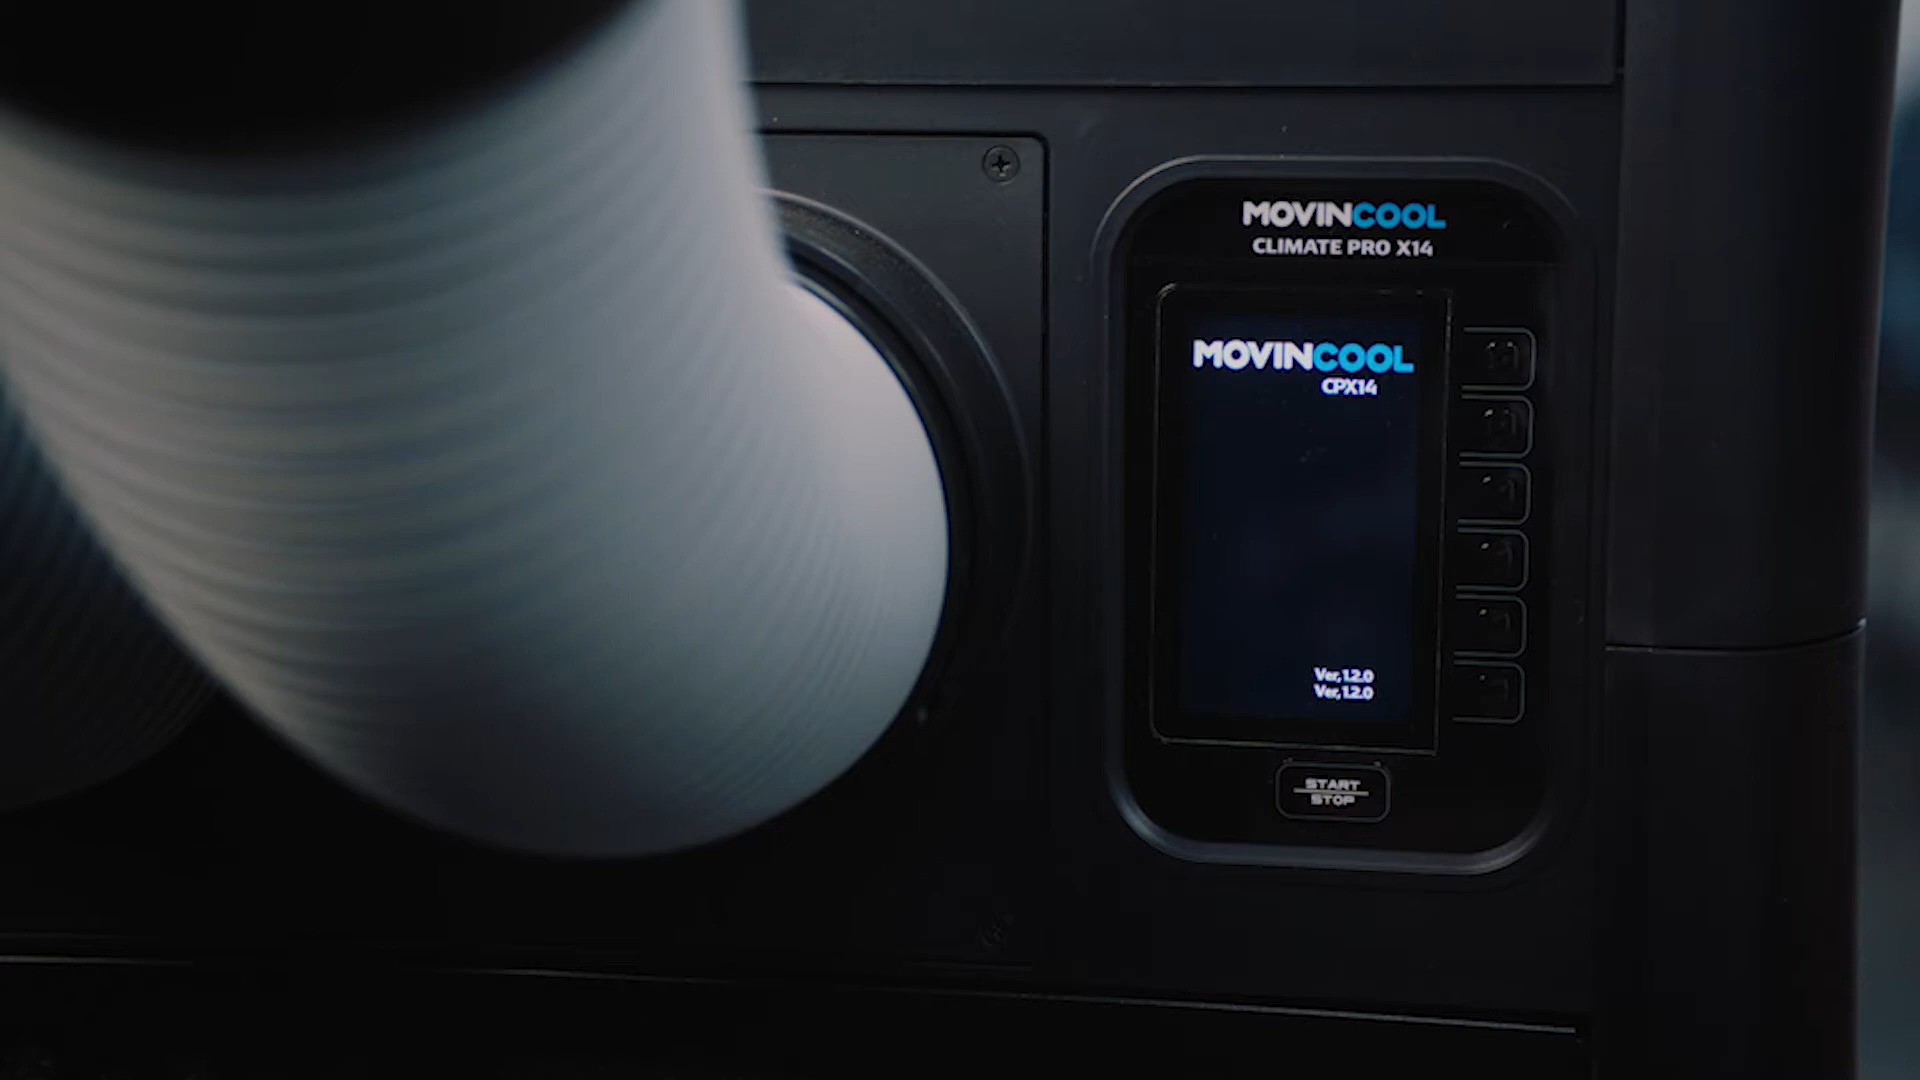 MOVINCOOL
CLIMATE PRO X14
MOVINCOOL
CPX14
Ver,1.2.0
Ver,1.2.0
START
STOP